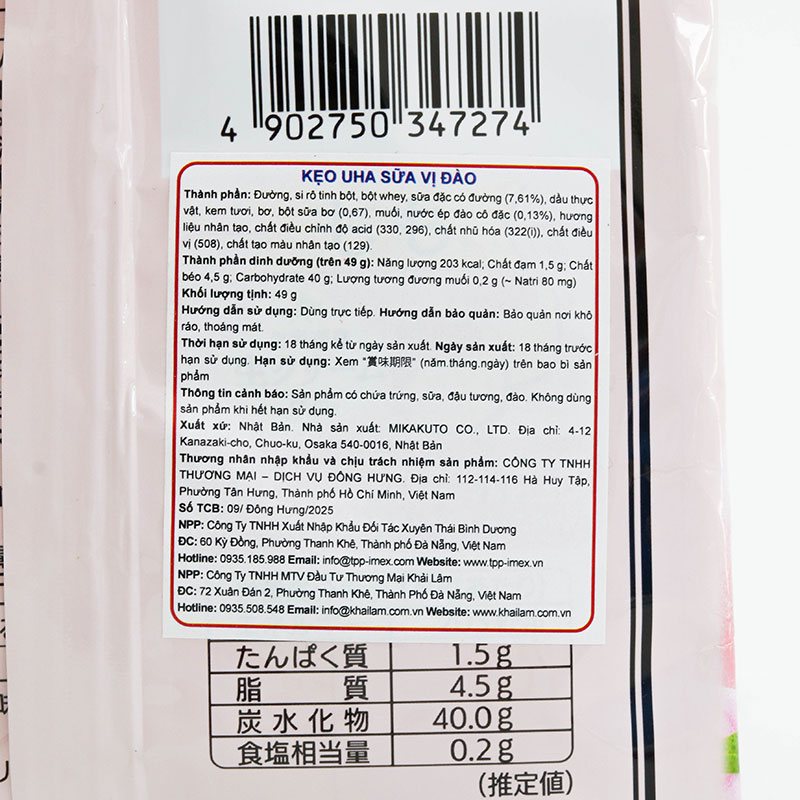 4 902750 347274
KẸO UHA SỮA VỊ ĐÀO
Thành phần: Đường, si rô tinh bột, bột whey, sữa đặc có đường (7,61%), dầu thực
vật, kem tươi, bơ, bột sữa bơ (0,67), muối, nước ép đào cô đặc (0,13%), hương
liệu nhân tạo, chất điều chỉnh độ acid (330, 296), chất nhũ hóa (322(i)), chất điều
vị (508), chất tạo màu nhân tạo (129).
Thành phần dinh dưỡng (trên 49 g): Năng lượng 203 kcal; Chất đạm 1,5 g; Chất
béo 4,5 g; Carbohydrate 40 g; Lượng tương đương muối 0,2 g (~ Natri 80 mg)
Khối lượng tịnh: 49 g
Hướng dẫn sử dụng: Dùng trực tiếp. Hướng dẫn bảo quản: Bảo quản nơi khô
ráo, thoáng mát.
Thời hạn sử dụng: 18 tháng kể từ ngày sản xuất. Ngày sản xuất: 18 tháng trước
hạn sử dụng. Hạn sử dụng: Xem "賞味期限" (năm.tháng.ngày) trên bao bì sản
phẩm
Thông tin cảnh báo: Sản phẩm có chứa trứng, sữa, đậu tương, đào. Không dùng
sản phẩm khi hết hạn sử dụng.
Xuất xứ: Nhật Bản. Nhà sản xuất: MIKAKUTO CO., LTD. Địa chỉ: 4-12
Kanazaki-cho, Chuo-ku, Osaka 540-0016, Nhật Bản
Thương nhân nhập khẩu và chịu trách nhiệm sản phẩm: CÔNG TY TNHH
THƯƠNG MẠI – DỊCH VỤ ĐÔNG HƯNG. Địa chỉ: 112-114-116 Hà Huy Tập,
Phường Tân Hưng, Thành phố Hồ Chí Minh, Việt Nam
Số TCB: 09/ Đông Hưng/2025
NPP: Công Ty TNHH Xuất Nhập Khẩu Đối Tác Xuyên Thái Bình Dương
ĐC: 60 Kỳ Đồng, Phường Thanh Khê, Thành phố Đà Nẵng, Việt Nam
Hotline: 0935.185.988 Email: info@tpp-imex.com Website: www.tpp-imex.vn
NPP: Công Ty TNHH MTV Đầu Tư Thương Mại Khải Lâm
ĐC: 72 Xuân Đán 2, Phường Thanh Khê, Thành Phố Đà Nẵng, Việt Nam
Hotline: 0935.508.548 Email: info@khailam.com.vn Website: www.khailam.com.vn
たんぱく質 1.5g
脂質 4.5g
炭水化物 40.0g
食塩相当量 0.2g
(推定値)